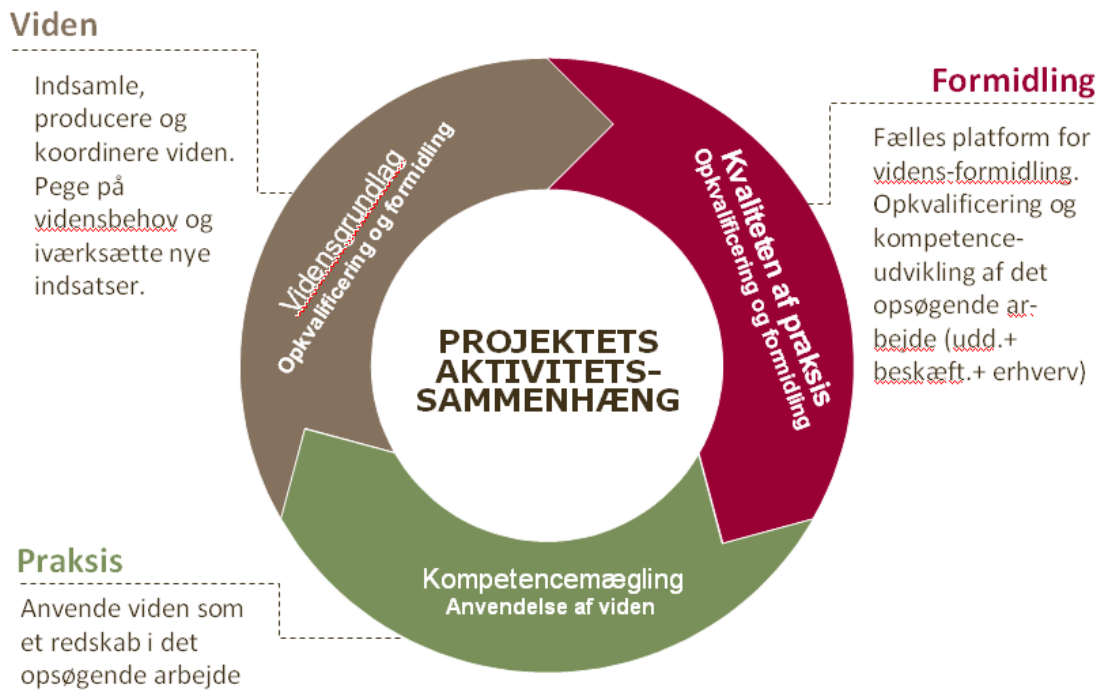 Viden
Indsamle,
producere og
koordinere viden.
Pege på
vidensbehov og
iværksætte nye
indsatser.
Vidensgrundlag
Opkvalificering og formidling
Formidling
Fælles platform for
videns-formidling.
Opkvalificering og
kompetence-
udvikling af det
opsøgende ar-
bejde (udd.+
beskæft.+ erhverv)
Kvaliteten af praksis
Opkvalificering og formidling
PROJEKTETS
AKTIVITETS-
SAMMENHÆNG
Praksis
Anvende viden som
et redskab i det
opsøgende arbejde
Kompetencemægling
Anvendelse af viden